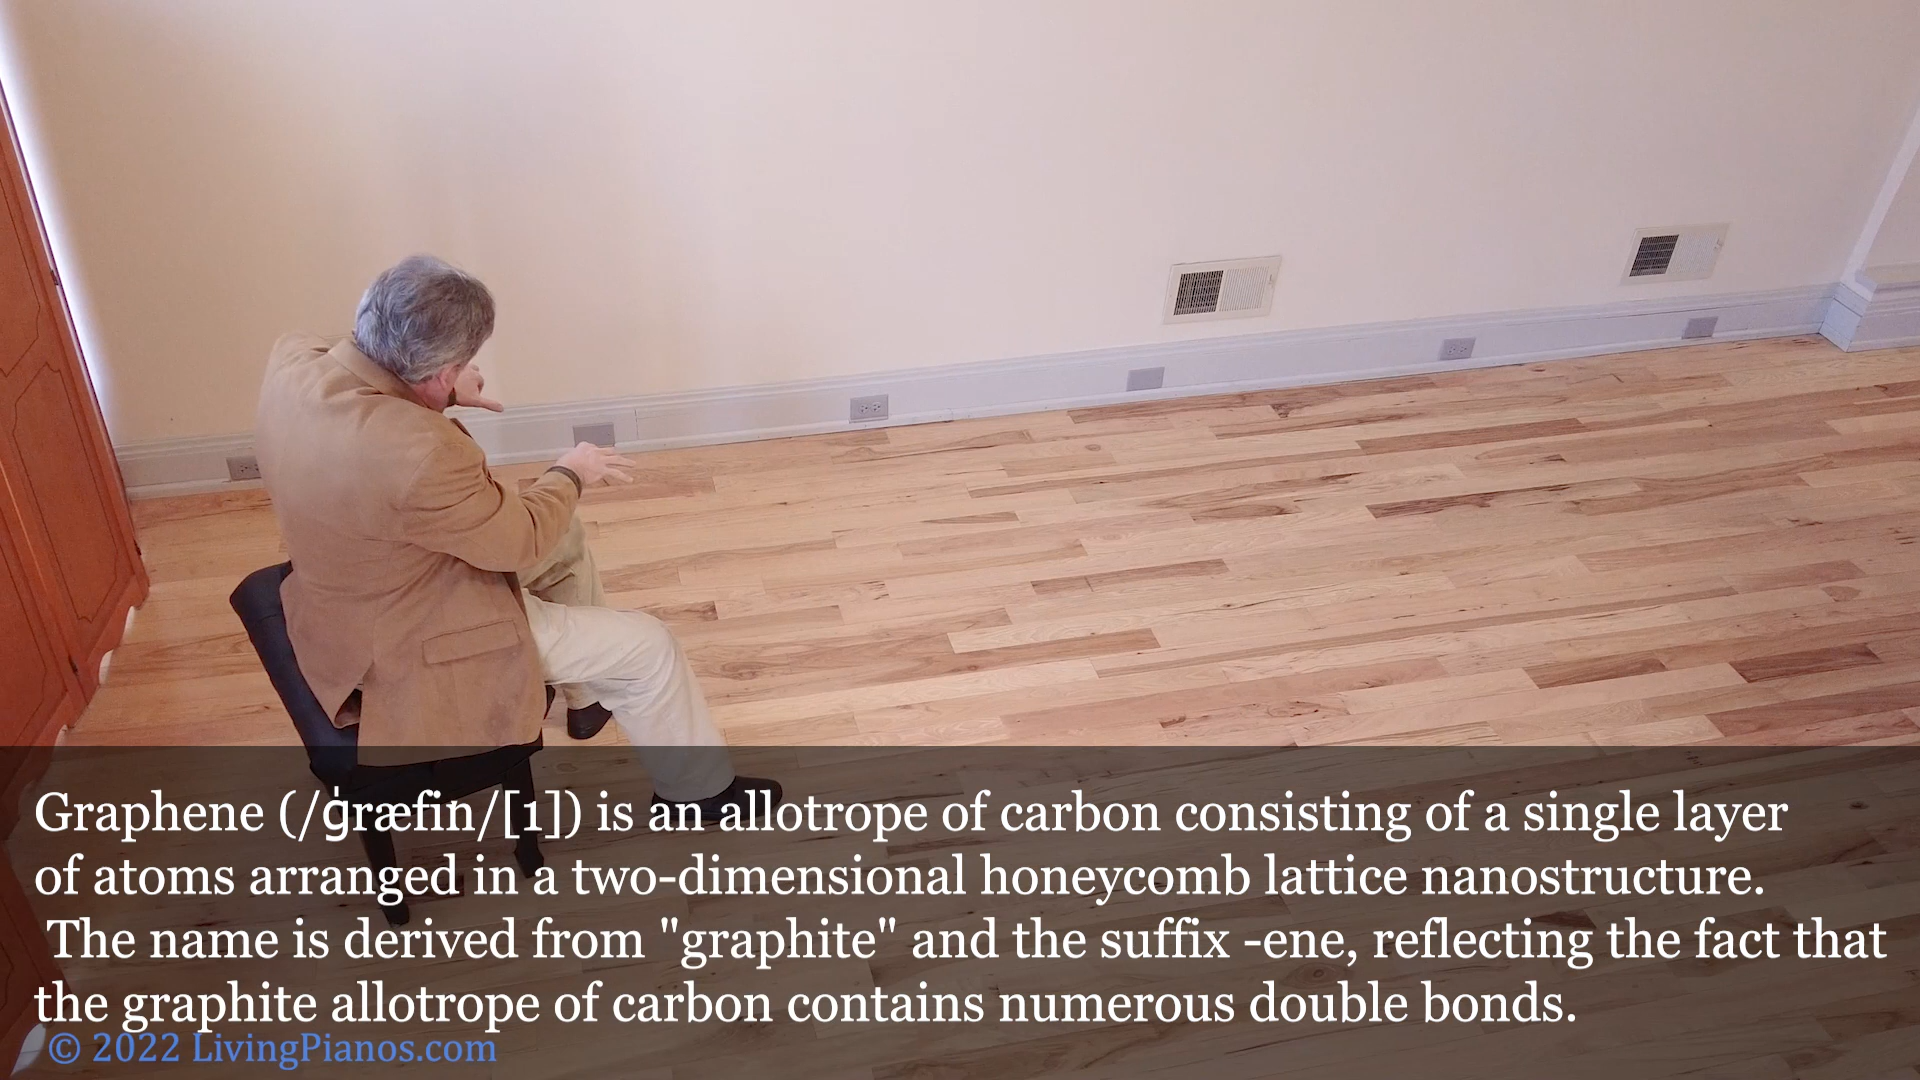 Graphene (/ɡ̍ræfin/[1]) is an allotrope of carbon consisting of a single layer
of atoms arranged in a two-dimensional honeycomb lattice nanostructure.
The name is derived from "graphite" and the suffix -ene, reflecting the fact that
the graphite allotrope of carbon contains numerous double bonds.
© 2022 LivingPianos.com